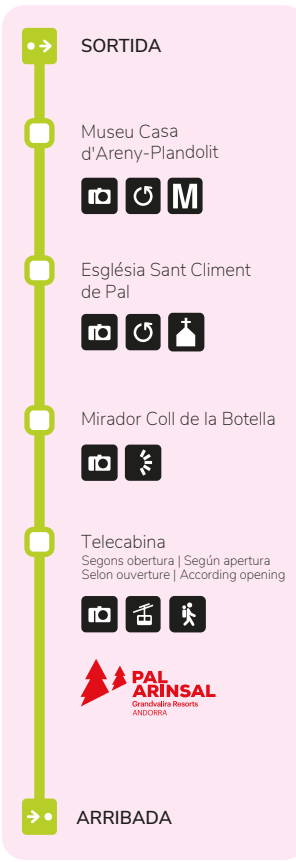 SORTIDA
Museu Casa
d'Areny-Plandolit
M
Església Sant Climent
de Pal
Mirador Coll de la Botella
Telecabina
Segons obertura | Según apertura
Selon ouverture | According opening
PAL
ARINSAL
Grandvalira Resorts
ANDORRA
ARRIBADA